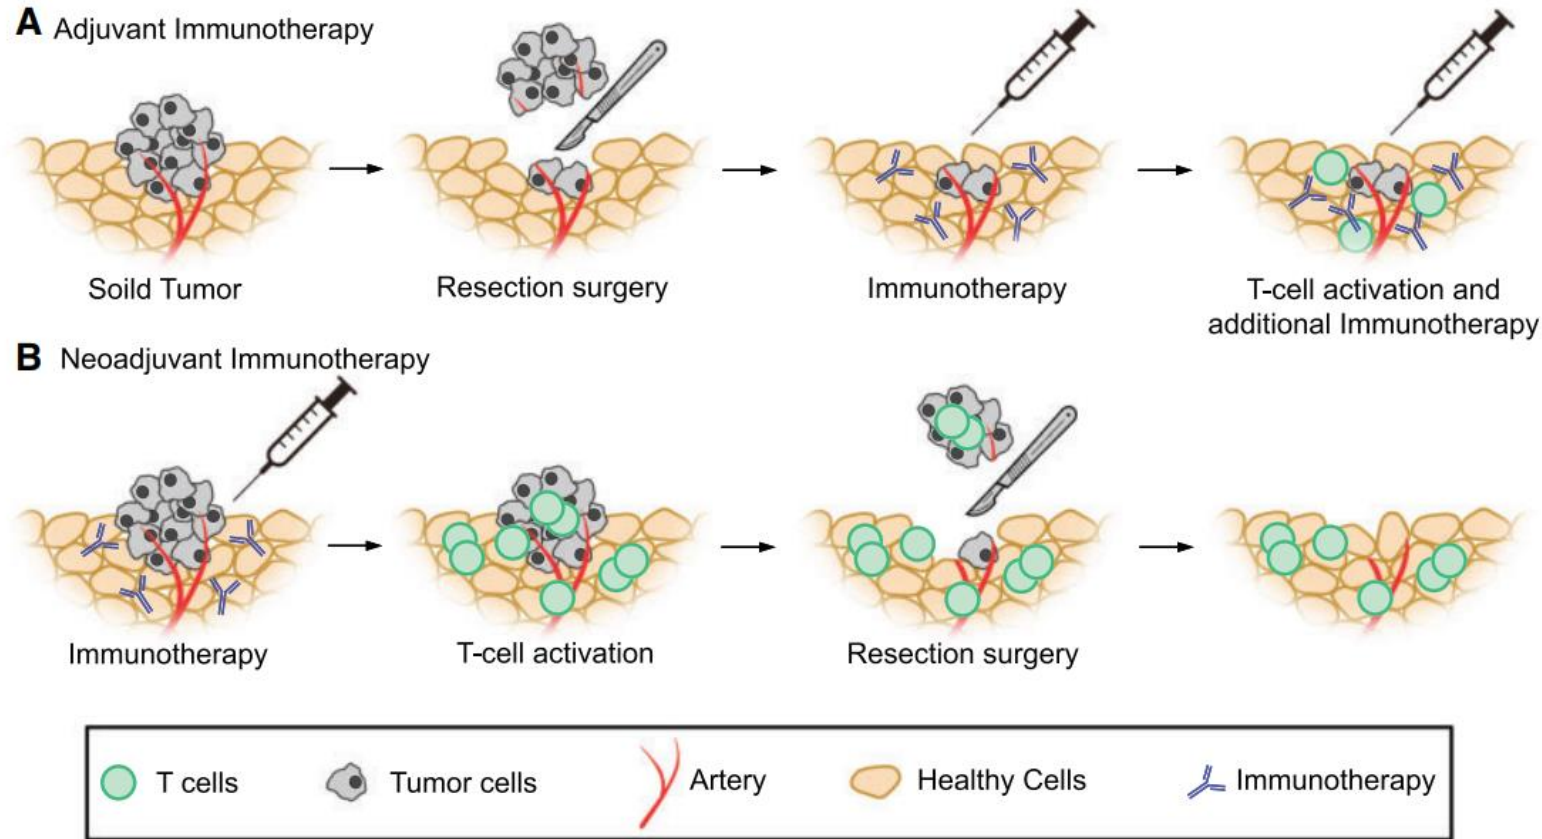 A Adjuvant Immunotherapy
Soild Tumor
Resection surgery
Immunotherapy
T-cell activation and
additional Immunotherapy
B Neoadjuvant Immunotherapy
Immunotherapy
T-cell activation
Resection surgery
T cells
Tumor cells
Artery
Healthy Cells
Immunotherapy